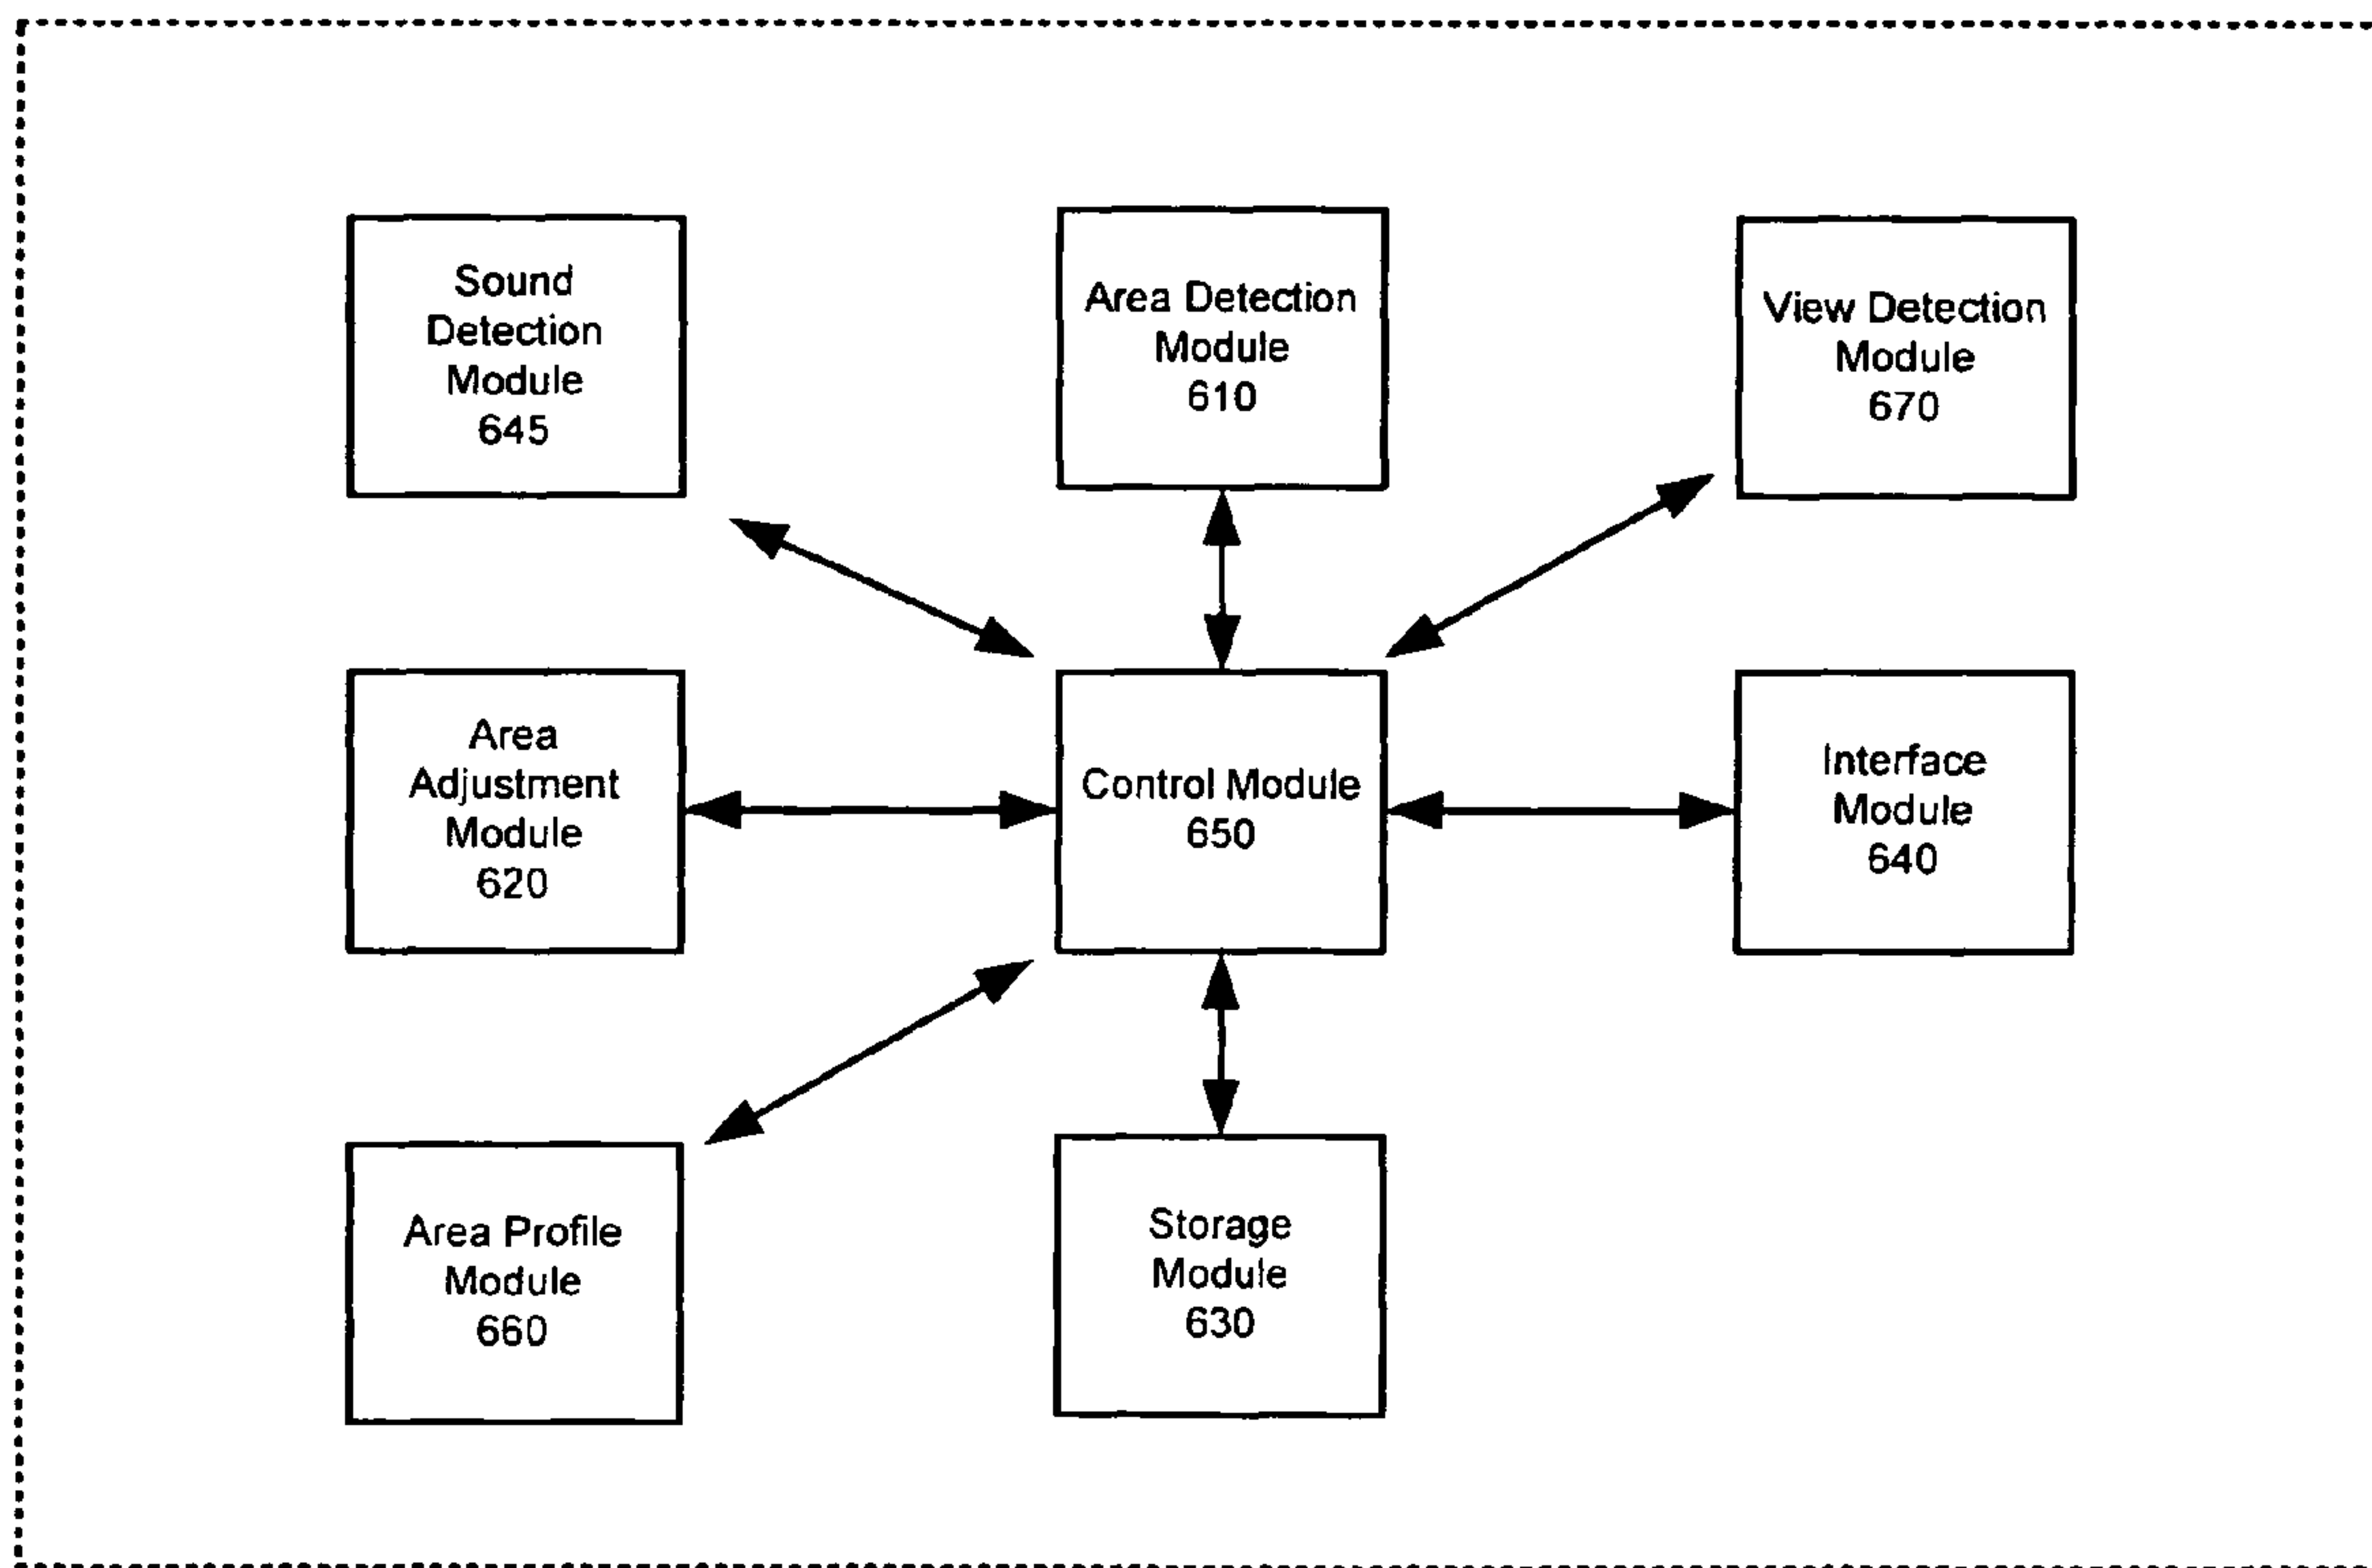 Sound
Detection
Module
645
Area Detection
Module
610
View Detection
Module
670
Area
Adjustment
Module
620
Control Module
650
Interface
Module
640
Area Profile
Module
660
Storage
Module
630